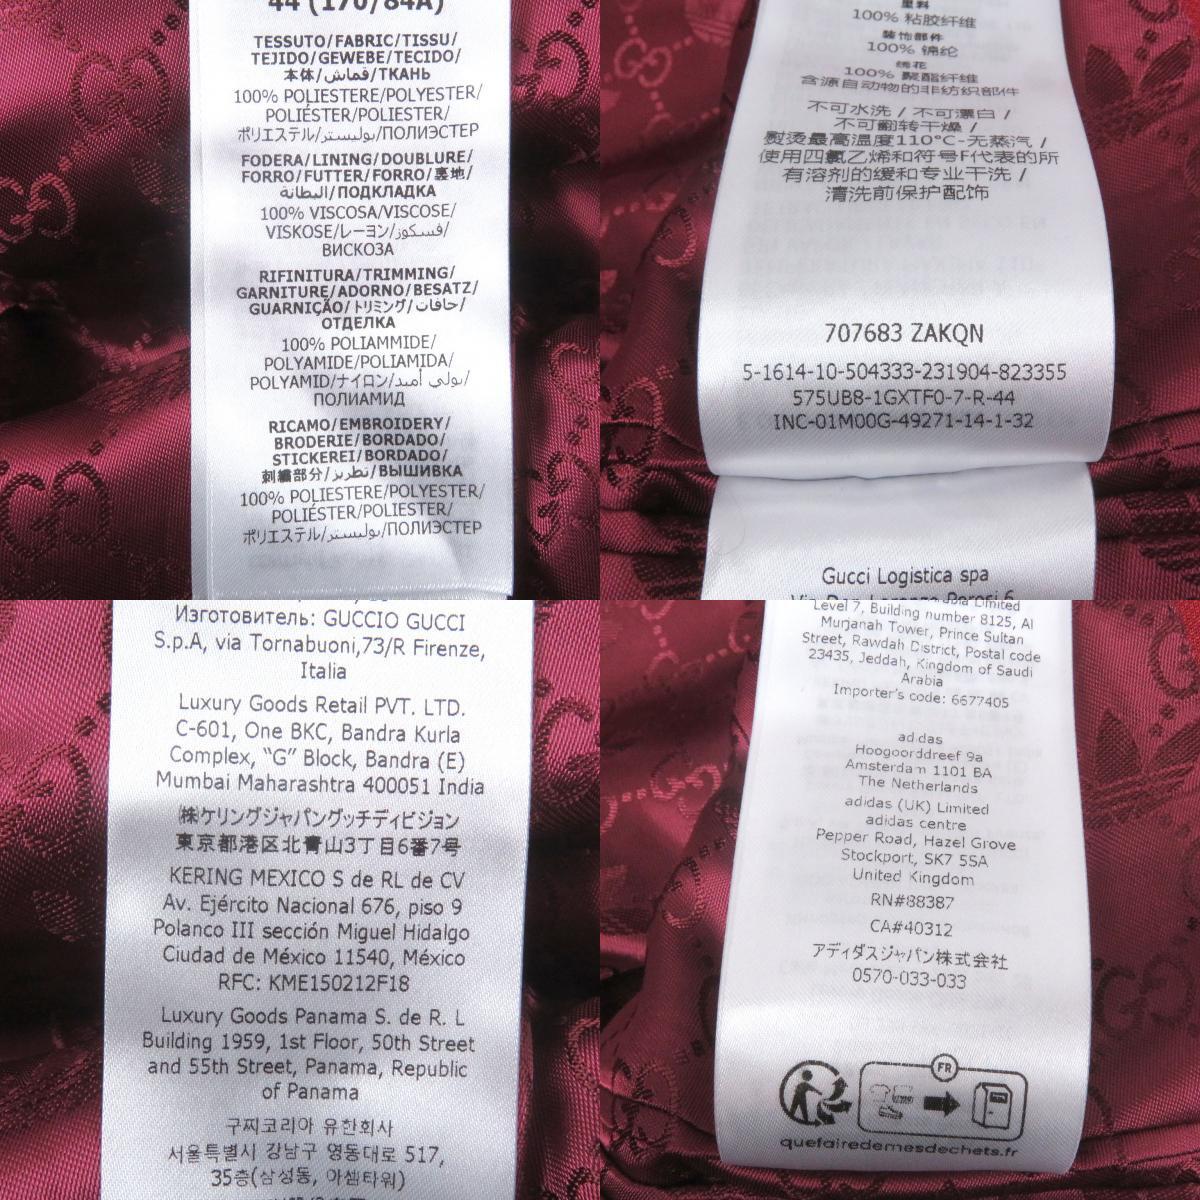 44 (170/84A)
TESSUTO/FABRIC/TISSU/
TEJIDO/GEWEBE/TECIDO/
本体/قماش/ТКАНЬ
100% POLIESTERE/POLYESTER/
POLIÉSTER/POLIESTER/
ポリエステル/بوليستر/ПОЛИЭСТЕР
FODERA/LINING/DOUBLURE/
FORRO/FUTTER/FORRO/裏地/
البطانة/ПОДКЛАДКА
100% VISCOSA/VISCOSE/
VISKOSE/レーヨン/فسكوز/
ВИСКОЗА
RIFINITURA/TRIMMING/
GARNITURE/ADORNO/BESATZ/
GUARNIÇÃO/トリミング/حافات/
ОТДЕЛКА
100% POLIAMMIDE/
POLYAMIDE/POLIAMIDA/
POLYAMID/ナイロン/بولي أميد/
ПОЛИАМИД
RICAMO/EMBROIDERY/
BRODERIE/BORDADO/
STICKEREI/BORDADO/
刺繍部分/تطريز/ВЫШИВКА
100% POLIESTERE/POLYESTER/
POLIÉSTER/POLIESTER/
ポリエステル/بوليستر/ПОЛИЭСТЕР
里料
100% 粘胶纤维
装饰部件
100% 锦纶
绣花
100% 聚酯纤维
含源自动物的非纺织部件
不可水洗 / 不可漂白 /
不可翻转干燥 /
熨烫最高温度110°C-无蒸汽 /
使用四氯乙烯和符号F代表的所
有溶剂的缓和专业干洗 /
清洗前保护配饰
707683 ZAKQN
5-1614-10-504333-231904-823355
575UB8-1GXTF0-7-R-44
INC-01M00G-49271-14-1-32
Gucci Logistica spa
Изготовитель: GUCCIO GUCCI
S.p.A, via Tornabuoni,73/R Firenze,
Italia
Luxury Goods Retail PVT. LTD.
C-601, One BKC, Bandra Kurla
Complex, “G” Block, Bandra (E)
Mumbai Maharashtra 400051 India
㈱ケリングジャパングッチディビジョン
東京都港区北青山3丁目6番7号
KERING MEXICO S de RL de CV
Av. Ejército Nacional 676, piso 9
Polanco III sección Miguel Hidalgo
Ciudad de México 11540, México
RFC: KME150212F18
Luxury Goods Panama S. de R. L
Building 1959, 1st Floor, 50th Street
and 55th Street, Panama, Republic
of Panama
구찌코리아 유한회사
서울특별시 강남구 영동대로 517,
35층(삼성동, 아셈타워)
Level 7, Building number 8125, Al
Murjanah Tower, Prince Sultan
Street, Rawdah District, Postal code
23435, Jeddah, Kingdom of Saudi
Arabia
Importer's code: 6677405
adidas
Hoogoorddreef 9a
Amsterdam 1101 BA
The Netherlands
adidas (UK) Limited
adidas centre
Pepper Road, Hazel Grove
Stockport, SK7 5SA
United Kingdom
RN#88387
CA#40312
アディダスジャパン株式会社
0570-033-033
FR
quefairedemesdechets.fr